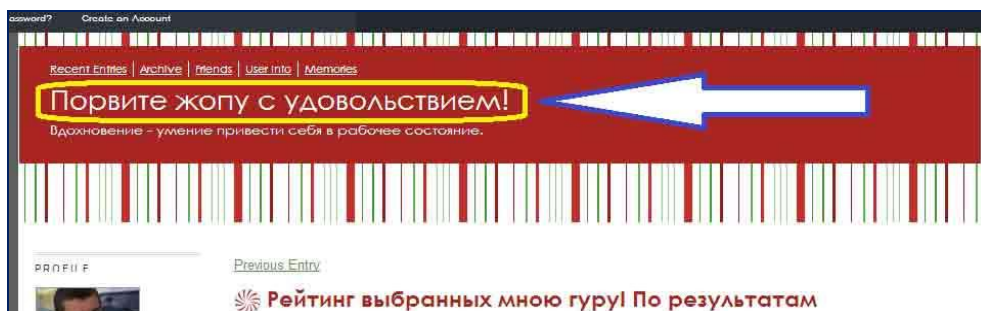 assword? Create an Account
Recent Entries | Archive | Friends | User Info | Memories
Порвите жопу с удовольствием!
Вдохновение - умение привести себя в рабочее состояние.
PROFILE
Previous Entry
Рейтинг выбранных мною гуру! По результатам